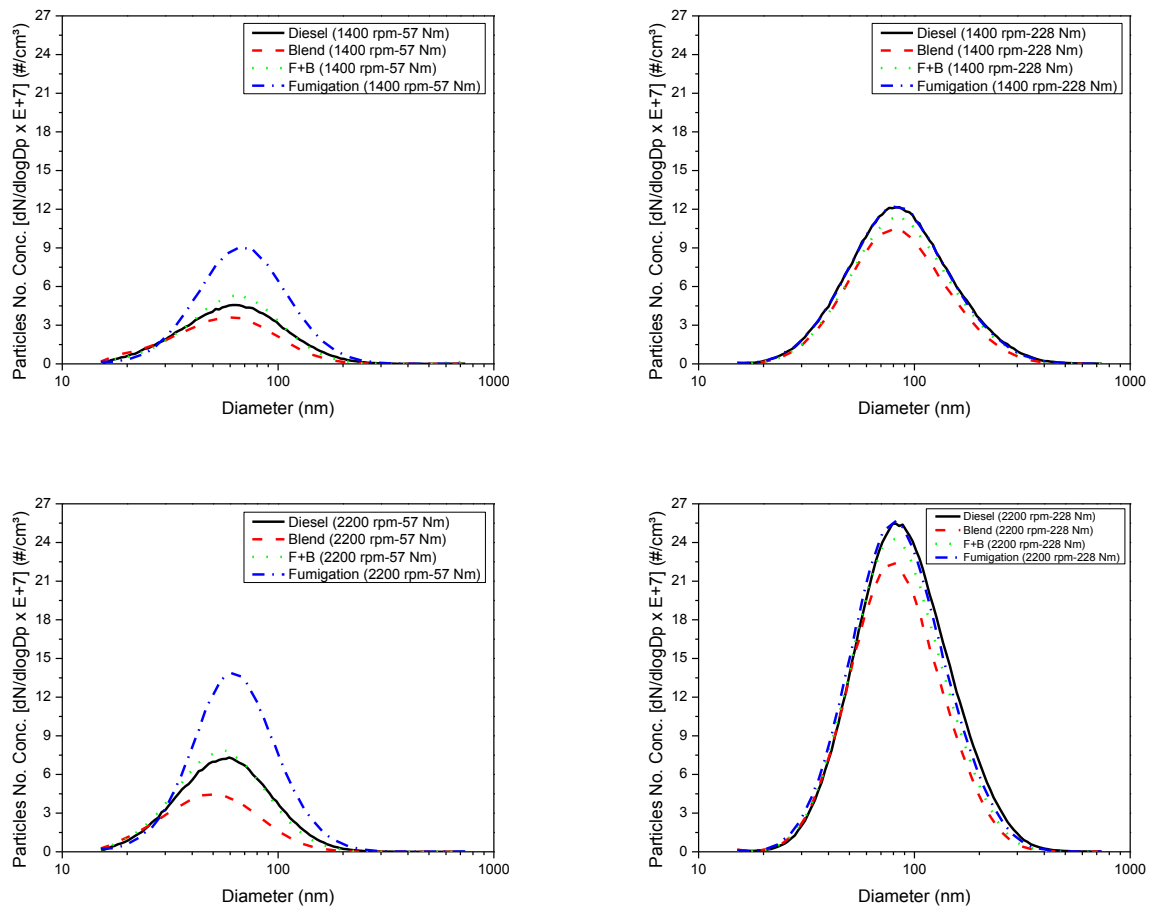 27
24
21
18
15
12
9
6
3
0
Particles No. Conc. [dN/dlogDp x E+7] (#/cm³)
Diesel (1400 rpm-57 Nm)
Blend (1400 rpm-57 Nm)
F+B (1400 rpm-57 Nm)
Fumigation (1400 rpm-57 Nm)
10 100 1000
Diameter (nm)
27
24
21
18
15
12
9
6
3
0
Particles No. Conc. [dN/dlogDp x E+7] (#/cm³)
Diesel (1400 rpm-228 Nm)
Blend (1400 rpm-228 Nm)
F+B (1400 rpm-228 Nm)
Fumigation (1400 rpm-228 Nm)
10 100 1000
Diameter (nm)
27
24
21
18
15
12
9
6
3
0
Particles No. Conc. [dN/dlogDp x E+7] (#/cm³)
Diesel (2200 rpm-57 Nm)
Blend (2200 rpm-57 Nm)
F+B (2200 rpm-57 Nm)
Fumigation (2200 rpm-57 Nm)
10 100 1000
Diameter (nm)
27
24
21
18
15
12
9
6
3
0
Particles No. Conc. [dN/dlogDp x E+7] (#/cm³)
Diesel (2200 rpm-228 Nm)
Blend (2200 rpm-228 Nm)
F+B (2200 rpm-228 Nm)
Fumigation (2200 rpm-228 Nm)
10 100 1000
Diameter (nm)